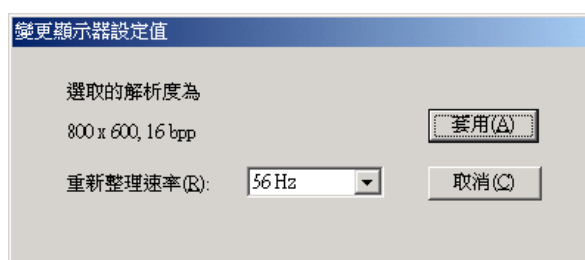 變更顯示器設定值
選取的解析度為
800 x 600, 16 bpp
套用(A)
重新整理速率(R):
56 Hz
取消(C)